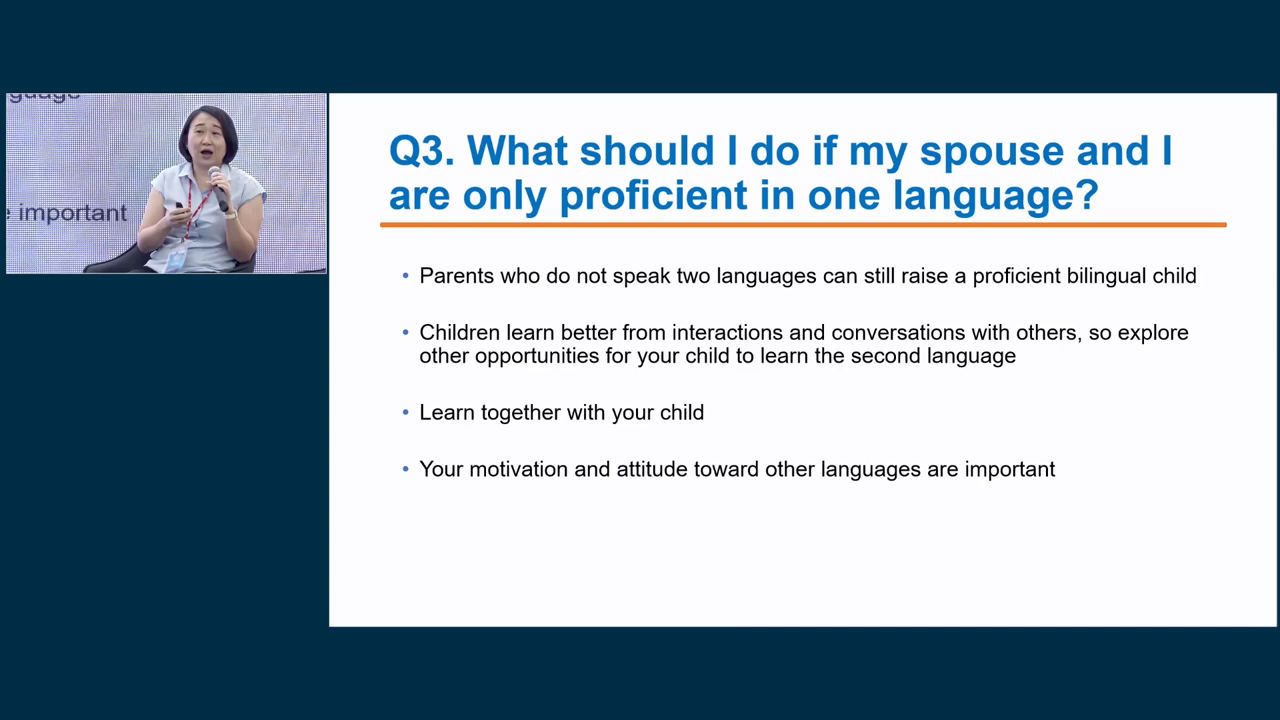 guage
important
Q3. What should I do if my spouse and I
are only proficient in one language?
• Parents who do not speak two languages can still raise a proficient bilingual child
• Children learn better from interactions and conversations with others, so explore
other opportunities for your child to learn the second language
• Learn together with your child
• Your motivation and attitude toward other languages are important